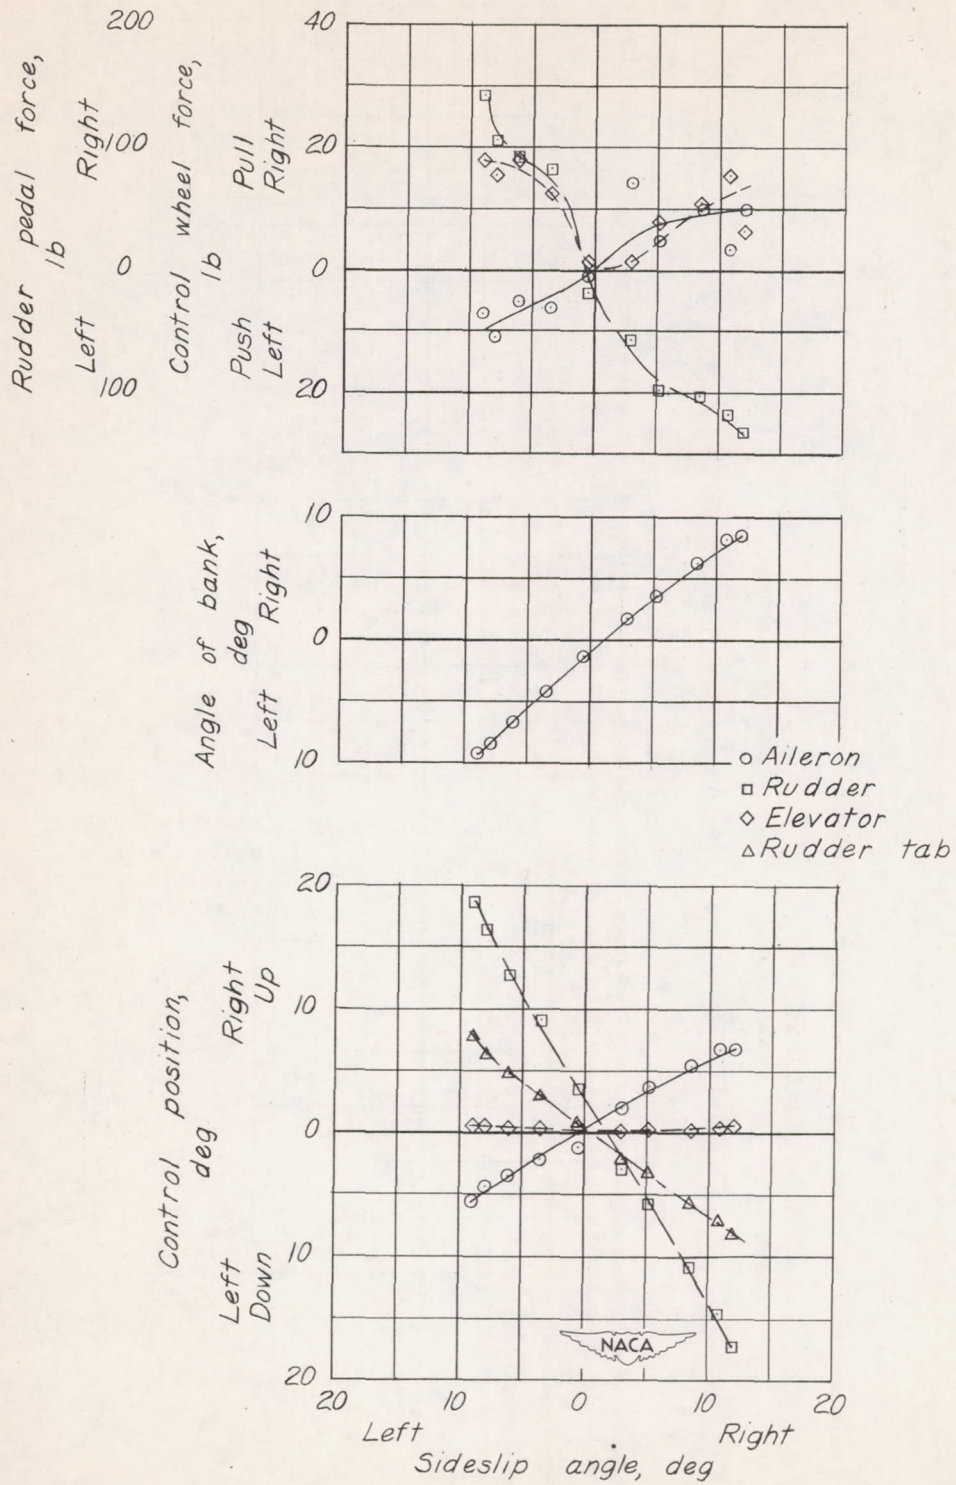 Rudder pedal force,
lb
Left Right
200
100
0
100
Control wheel force,
lb
Push Pull
Left Right
40
20
0
20
Angle of bank,
deg
Left Right
10
0
10
○ Aileron
□ Rudder
◇ Elevator
△ Rudder tab
Control position,
deg
Left Right
Down Up
20
10
0
10
20
NACA
20 10 0 10 20
Left Right
Sideslip angle, deg